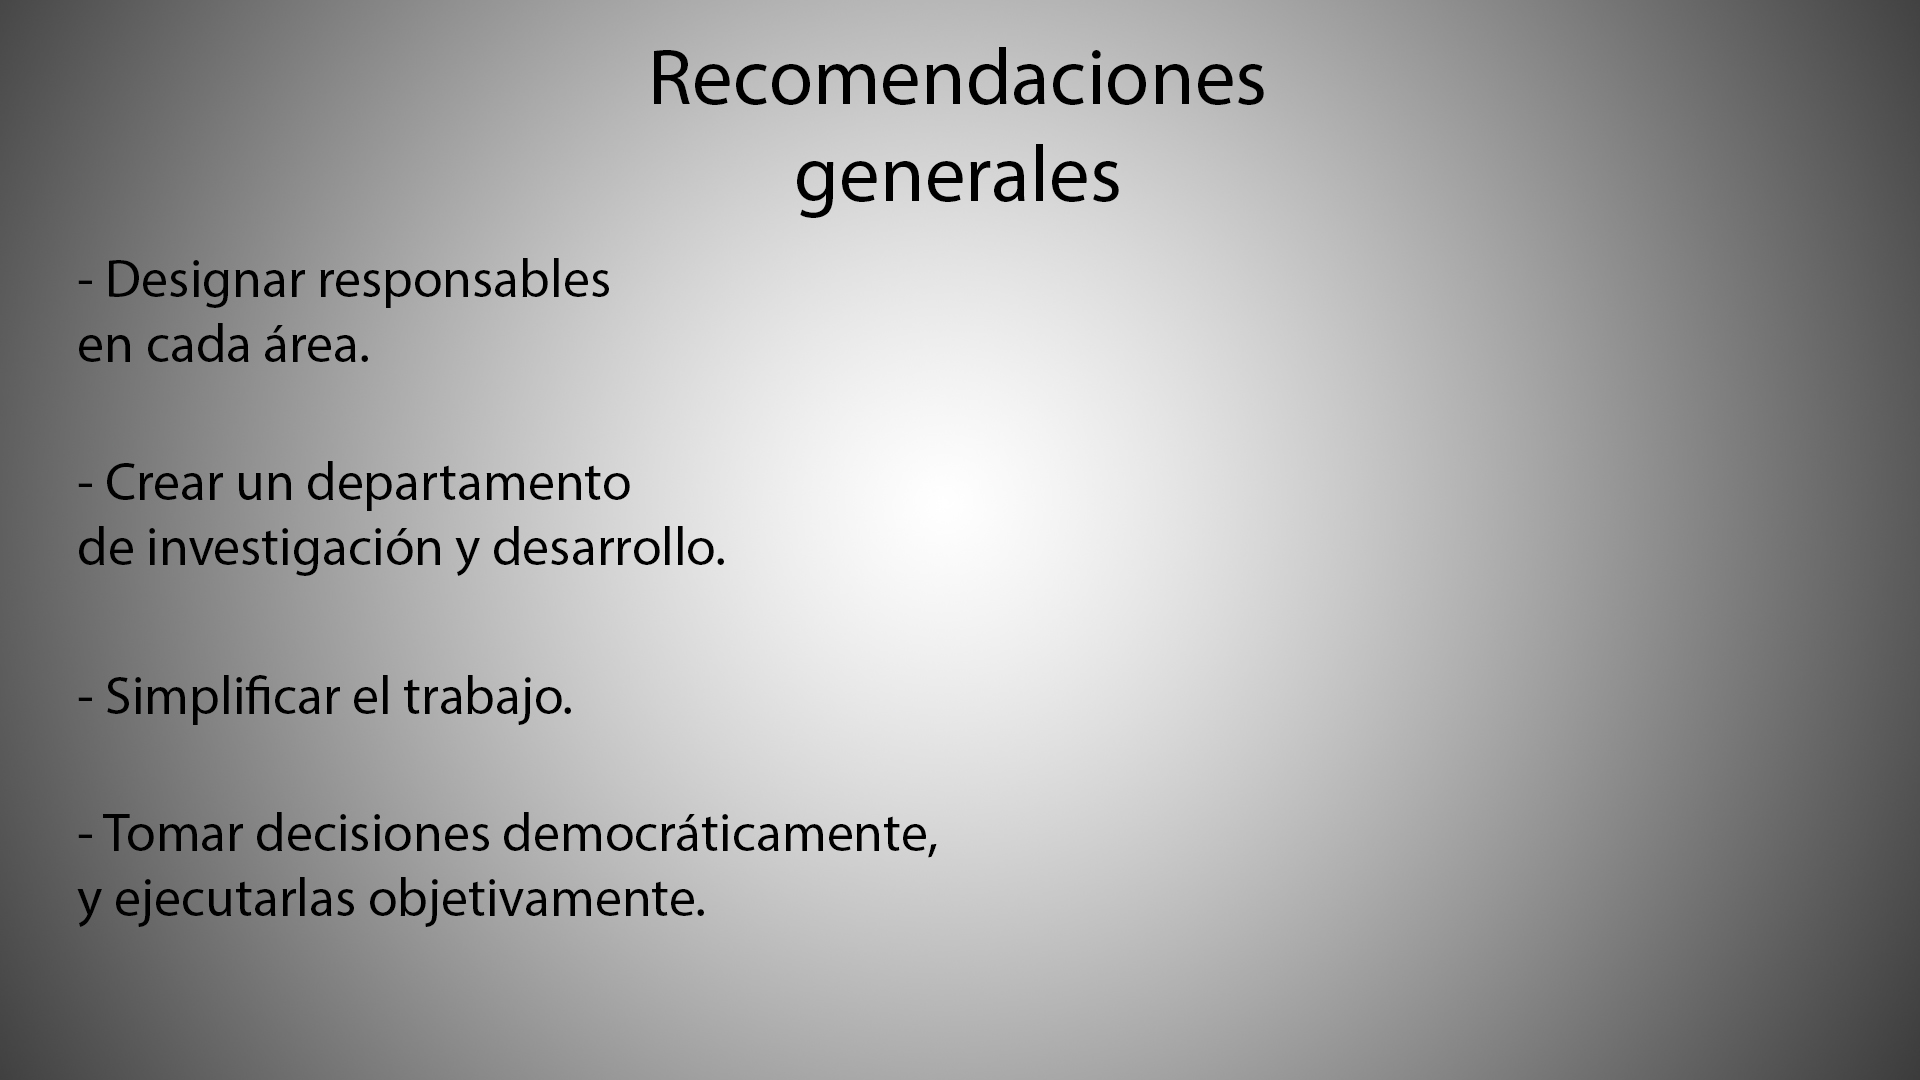 Recomendaciones
generales
- Designar responsables
en cada área.
- Crear un departamento
de investigación y desarrollo.
- Simplificar el trabajo.
- Tomar decisiones democráticamente,
y ejecutarlas objetivamente.